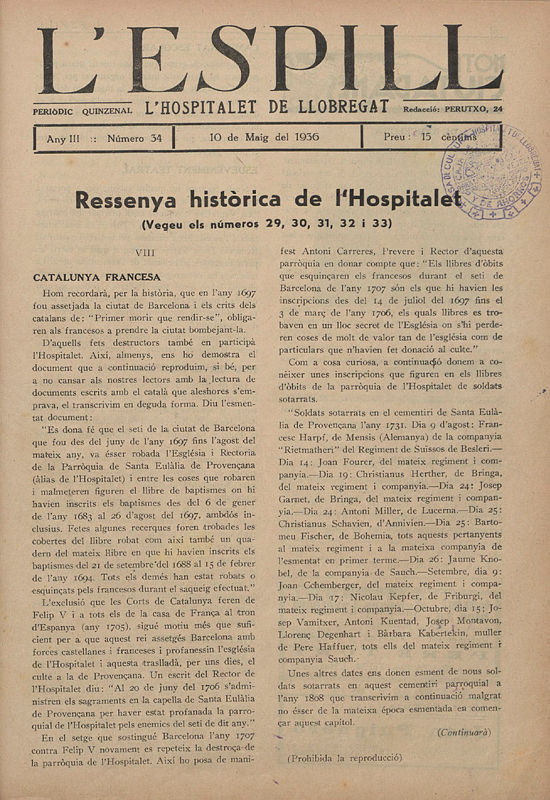 L'ESPILL
PERIÒDIC QUINZENAL L'HOSPITALET DE LLOBREGAT Redacció: PERUTXO, 24
Any III :: Número 34
10 de Maig del 1936
Preu: 15 cèntims
Ressenya històrica de l'Hospitalet
(Vegeu els números 29, 30, 31, 32 i 33)
VIII
CATALUNYA FRANCESA
Hom recordarà, per la història, que en l'any 1697
fou assetjada la ciutat de Barcelona i els crits dels
catalans de: "Primer morir que rendir-se", obliga-
ren als francesos a prendre la ciutat bombejant-la.
D'aquells fets destructors també en participà
l'Hospitalet. Així, almenys, ens ho demostra el
document que a continuació reproduim, si bé, per
a no cansar als nostres lectors amb la lectura de
documents escrits amb el català que aleshores s'em-
prava, el transcrivim en deguda forma. Diu l'esmen-
tat document:
"Es dona fé que el seti de la ciutat de Barcelona
que fou des del juny de l'any 1697 fins l'agost del
mateix any, va ésser robada l'Església i Rectoria
de la Parròquia de Santa Eulàlia de Provençana
(àlias de l'Hospitalet) i entre les coses que robaren
i malmeteren figuren el llibre de baptismes on hi
havien inscrits els baptismes des del 6 de gener
de l'any 1683 al 26 d'agost del 1697, ambdós in-
clusius. Fetes algunes recerques foren trobades les
cobertes del llibre robat com així també un qua-
dern del mateix llibre en que hi havien inscrits els
baptismes del 21 de setembre del 1688 al 15 de febrer
de l'any 1694. Tots els demés han estat robats o
esquinçats pels francesos durant el saqueig efectuat."
L'exclusió que les Corts de Catalunya feren de
Felip V i a tots els de la casa de França al tron
d'Espanya (any 1705), sigué motiu més que sufi-
cient per a que aquest rei assetgés Barcelona amb
forces castellanes i franceses i professessin l'església
de l'Hospitalet i aquesta traslladà, per uns dies, el
culte a la de Provençana. Un escrit del Rector de
l'Hospitalet diu: "Al 20 de juny del 1706 s'admi-
nistren els sagraments en la capella de Santa Eulàlia
de Provençana per haver estat profanada la parro-
quial de l'Hospitalet pels enemics del seti de dit any."
En el setge que sostingué Barcelona l'any 1707
contra Felip V novament es repeteix la destroça de
la parròquia de l'Hospitalet. Així ho posa de mani-
fest Antoni Carreres, Prevere i Rector d'aquesta
parròquia en donar compte que: "Els llibres d'òbits
que esquinçaren els francesos durant el seti de
Barcelona de l'any 1707 són els que hi havien les
inscripcions des del 14 de juliol del 1697 fins el
3 de març de l'any 1706, els quals llibres es tro-
baven en un lloc secret de l'Església on s'hi perde-
ren coses de molt valor tan de l'església com de
particulars que n'havien fet donació al culte."
Com a cosa curiosa, a continuació donem a co-
nèixer unes inscripcions que figuren en els llibres
d'òbits de la parròquia de l'Hospitalet de soldats
sotarrats.
"Soldats sotarrats en el cementiri de Santa Eulà-
lia de Provençana l'any 1731. Dia 9 d'agost: Fran-
cesc Harpf, de Mensis (Alemanya) de la companyia
"Rietmatheri" del Regiment de Suïssos de Besleri.—
Dia 14: Joan Fourer, del mateix regiment i com-
panyia.—Dia 19: Christianus Herther, de Bringa,
del mateix regiment i companyia.—Dia 24: Josep
Garnet, de Bringa, del mateix regiment i compan-
yia.—Dia 24: Antoni Miller, de Lucerna.—Dia 25:
Christianus Schavien, d'Annivien.—Dia 25: Barto-
meu Fischer, de Bohemia, tots aquests pertanyents
al mateix regiment i a la mateixa companyia de
l'esmentat en primer terme.—Dia 26: Jaume Kno-
bel, de la companyia de Sauch.—Setembre, dia 9:
Joan Cchemberger, del mateix regiment i compa-
nyia.—Dia 17: Nicolau Kepfer, de Friburgi, del
mateix regiment i companyia.—Octubre, dia 15; Jo-
sep Vamitxer, Antoni Kuentad, Josep Montavon,
Llorenç Degenhart i Bàrbara Kabertekin, muller
de Pere Haffuer, tots ells del mateix regiment i
companyia Sauch.
Unes altres dates ens donen esment de nous sol-
dats sotarrats en aquest cementiri parroquial a
l'any 1808 que transcrivim a continuació malgrat
no ésser de la mateixa època esmentada en comen-
çar aquest capítol.
(Continuarà)
(Prohibida la reproducció)